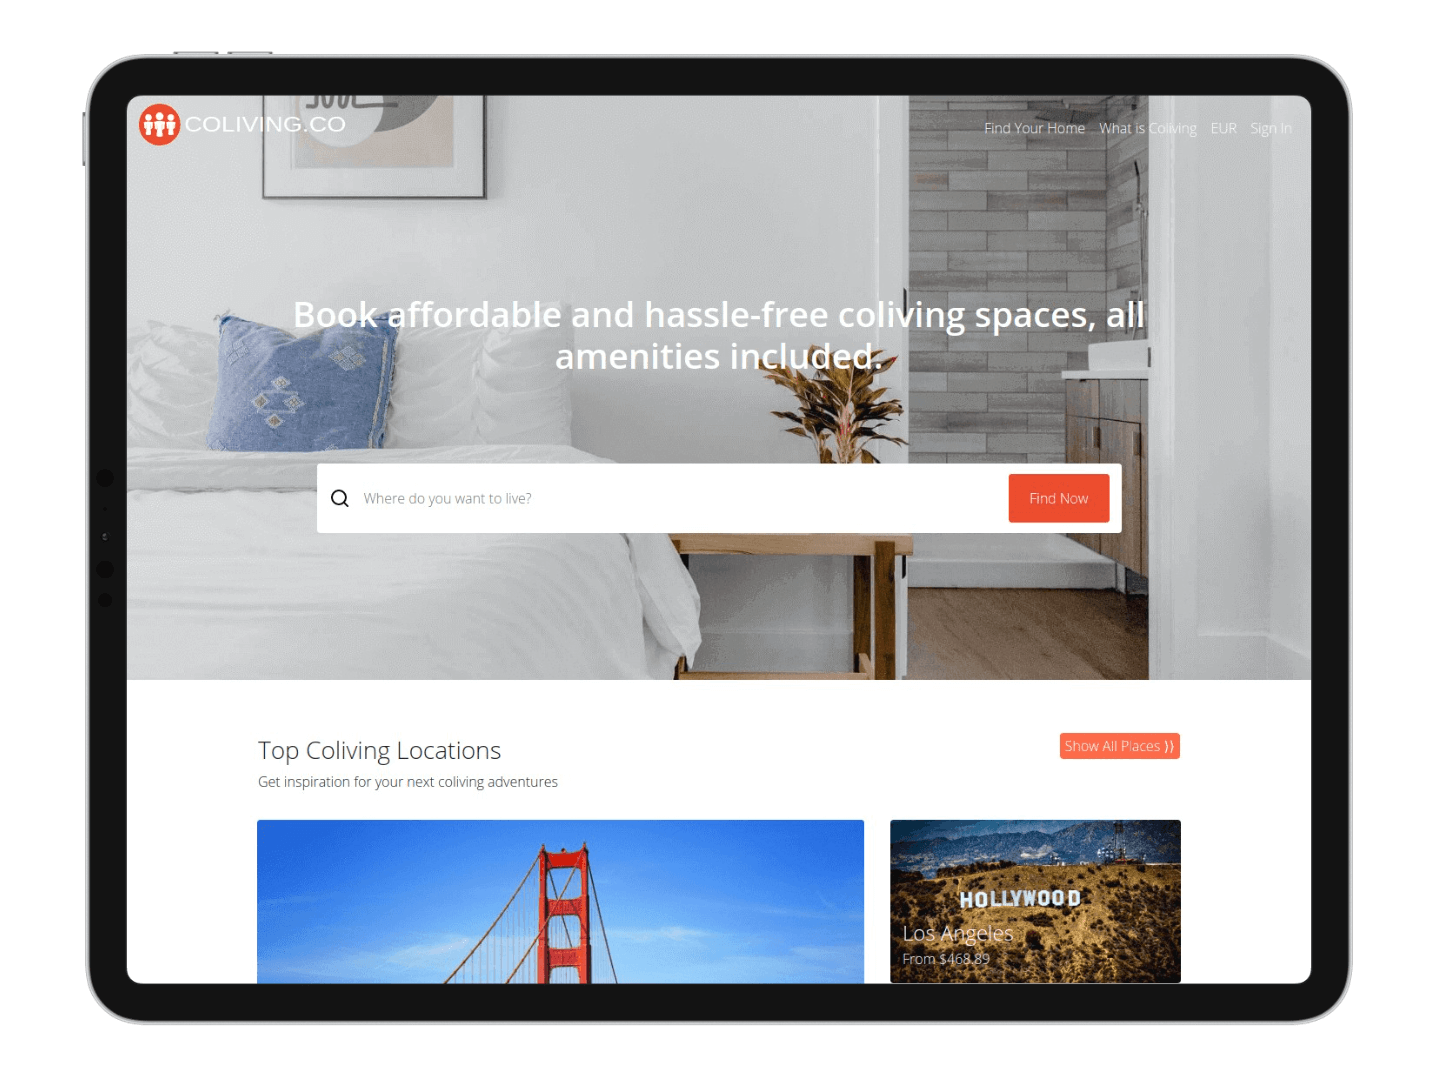 COLIVING.CO
Find Your Home What is Coliving EUR Sign In
Book affordable and hassle-free coliving spaces, all
amenities included.
Where do you want to live?
Find Now
Top Coliving Locations
Show All Places ⟩⟩
Get inspiration for your next coliving adventures
HOLLYWOOD
Los Angeles
From $468.89